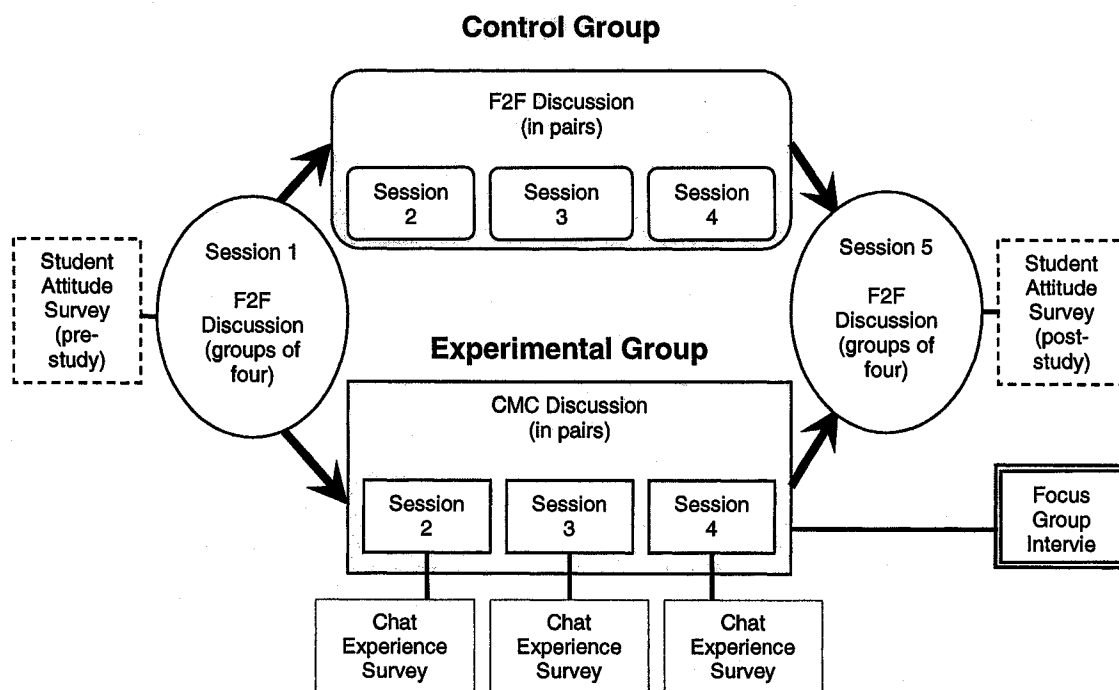 Control Group
F2F Discussion
(in pairs)
Session
2
Session
3
Session
4
Student
Attitude
Survey
(pre-
study)
Session 1
F2F
Discussion
(groups of
four)
Session 5
F2F
Discussion
(groups of
four)
Student
Attitude
Survey
(post-
study)
Experimental Group
CMC Discussion
(in pairs)
Session
2
Session
3
Session
4
Focus
Group
Intervie
Chat
Experience
Survey
Chat
Experience
Survey
Chat
Experience
Survey